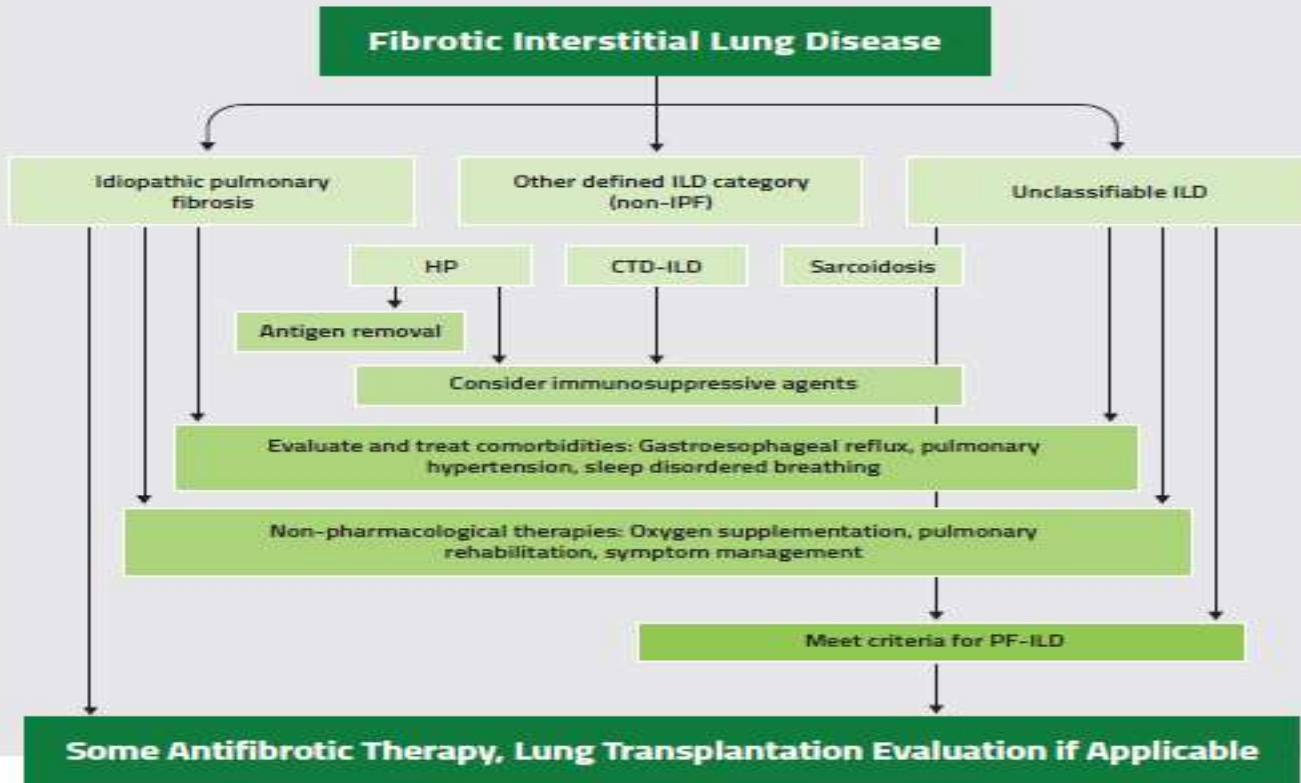 Fibrotic Interstitial Lung Disease
Idiopathic pulmonary
fibrosis
Other defined ILD category
(non-IPF)
Unclassifiable ILD
HP
CTD-ILD
Sarcoidosis
Antigen removal
Consider immunosuppressive agents
Evaluate and treat comorbidities: Gastroesophageal reflux, pulmonary
hypertension, sleep disordered breathing
Non-pharmacological therapies: Oxygen supplementation, pulmonary
rehabilitation, symptom management
Meet criteria for PF-ILD
Some Antifibrotic Therapy, Lung Transplantation Evaluation if Applicable